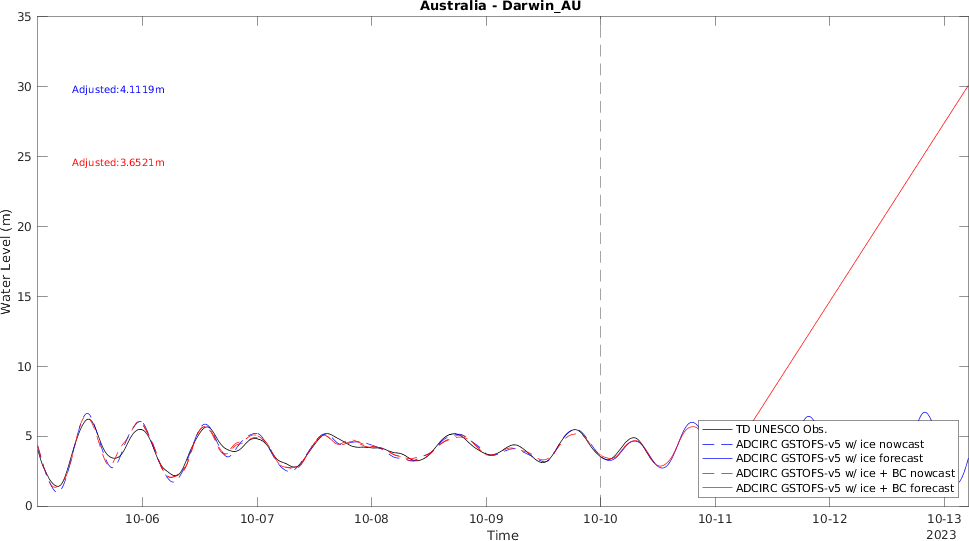 Australia - Darwin_AU
35
30
25
20
15
10
5
0
Water Level (m)
Adjusted:4.1119m
Adjusted:3.6521m
TD UNESCO Obs.
ADCIRC GSTOFS-v5 w/ ice nowcast
ADCIRC GSTOFS-v5 w/ ice forecast
ADCIRC GSTOFS-v5 w/ ice + BC nowcast
ADCIRC GSTOFS-v5 w/ ice + BC forecast
10-06 10-07 10-08 10-09 10-10 10-11 10-12 10-13
Time
2023